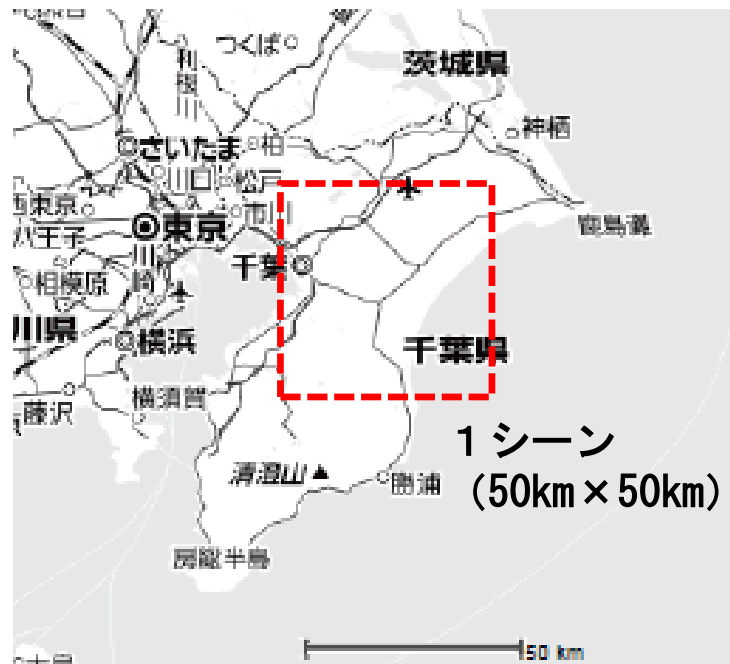 つくば
茨城県
利根川
神栖
さいたま
柏
川口
松戸
西東京
市川
東京
八王子
鹿島灘
千葉
川崎
相模原
川県
横浜
千葉県
横須賀
藤沢
1シーン
清澄山
勝浦
(50km×50km)
房総半島
50 km